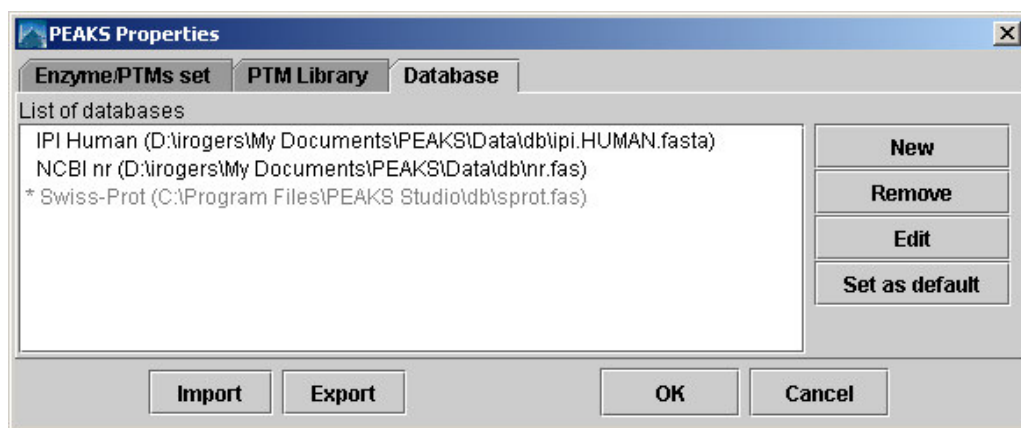 PEAKS Properties
Enzyme/PTMs set PTM Library Database
List of databases
IPI Human (D:\irogers\My Documents\PEAKS\Data\db\ipi.HUMAN.fasta)
NCBI nr (D:\irogers\My Documents\PEAKS\Data\db\nr.fas)
* Swiss-Prot (C:\Program Files\PEAKS Studio\db\sprot.fas)
New
Remove
Edit
Set as default
Import Export OK Cancel